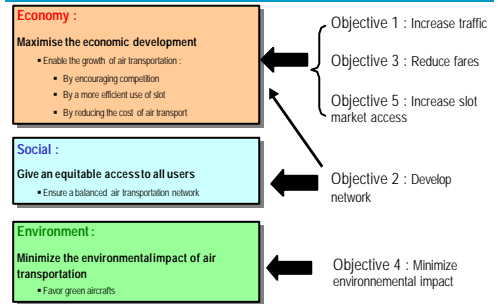 Economy :
Maximise the economic development
▪ Enable the growth of air transportation :
▪ By encouraging competition
▪ By a more efficient use of slot
▪ By reducing the cost of air transport
Objective 1 : Increase traffic
Objective 3 : Reduce fares
Objective 5 : Increase slot
market access
Social :
Give an equitable access to all users
▪ Ensure a balanced air transportation network
Objective 2 : Develop
network
Environment :
Minimize the environmental impact of air
transportation
▪ Favor green aircrafts
Objective 4 : Minimize
environnemental impact